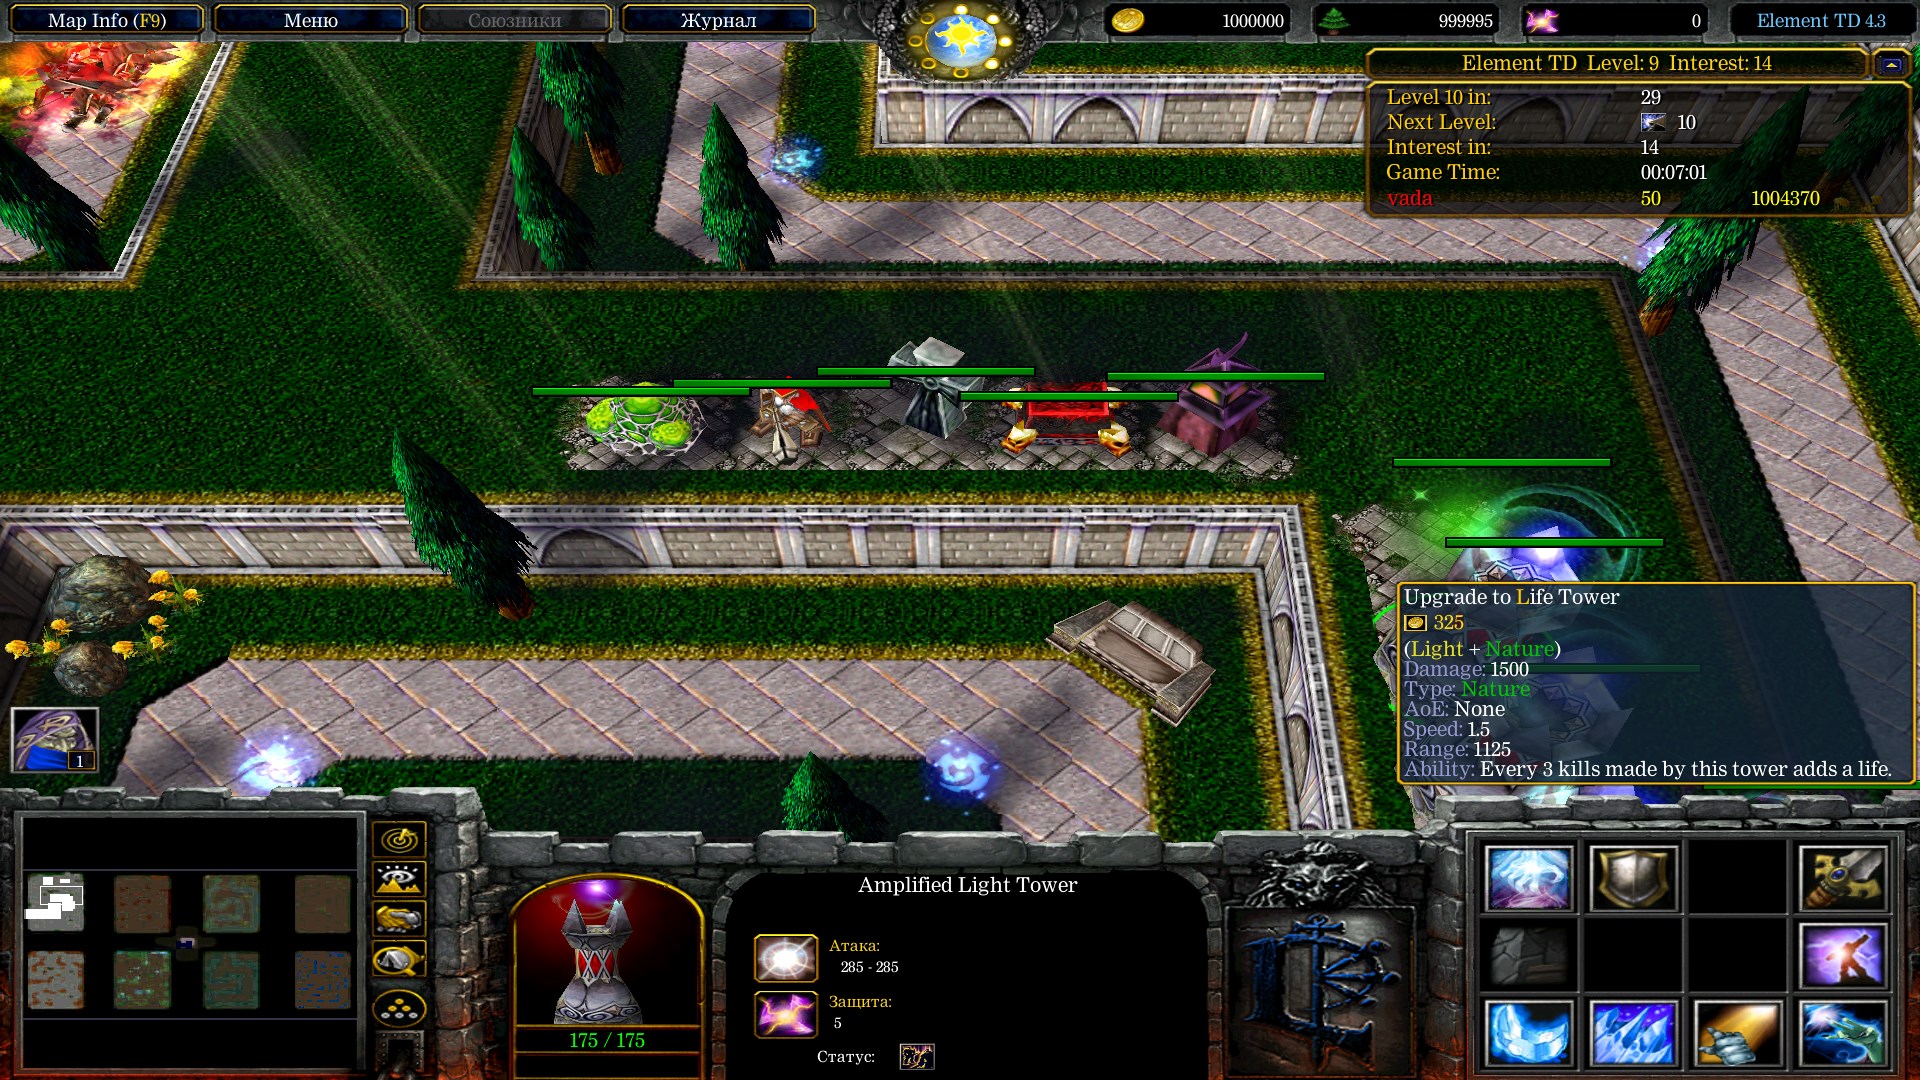 Map Info (F9) Меню Союзники Журнал 1000000 999995 0 Element TD 4.3
Element TD Level: 9 Interest: 14
Level 10 in: 29
Next Level: 10
Interest in: 14
Game Time: 00:07:01
vada 50 1004370
Upgrade to Life Tower
325
(Light + Nature)
Damage: 1500
Type: Nature
AoE: None
Speed: 1.5
Range: 1125
Ability: Every 3 kills made by this tower adds a life.
1
Amplified Light Tower
Атака:
285 - 285
Защита:
5
Статус:
175 / 175